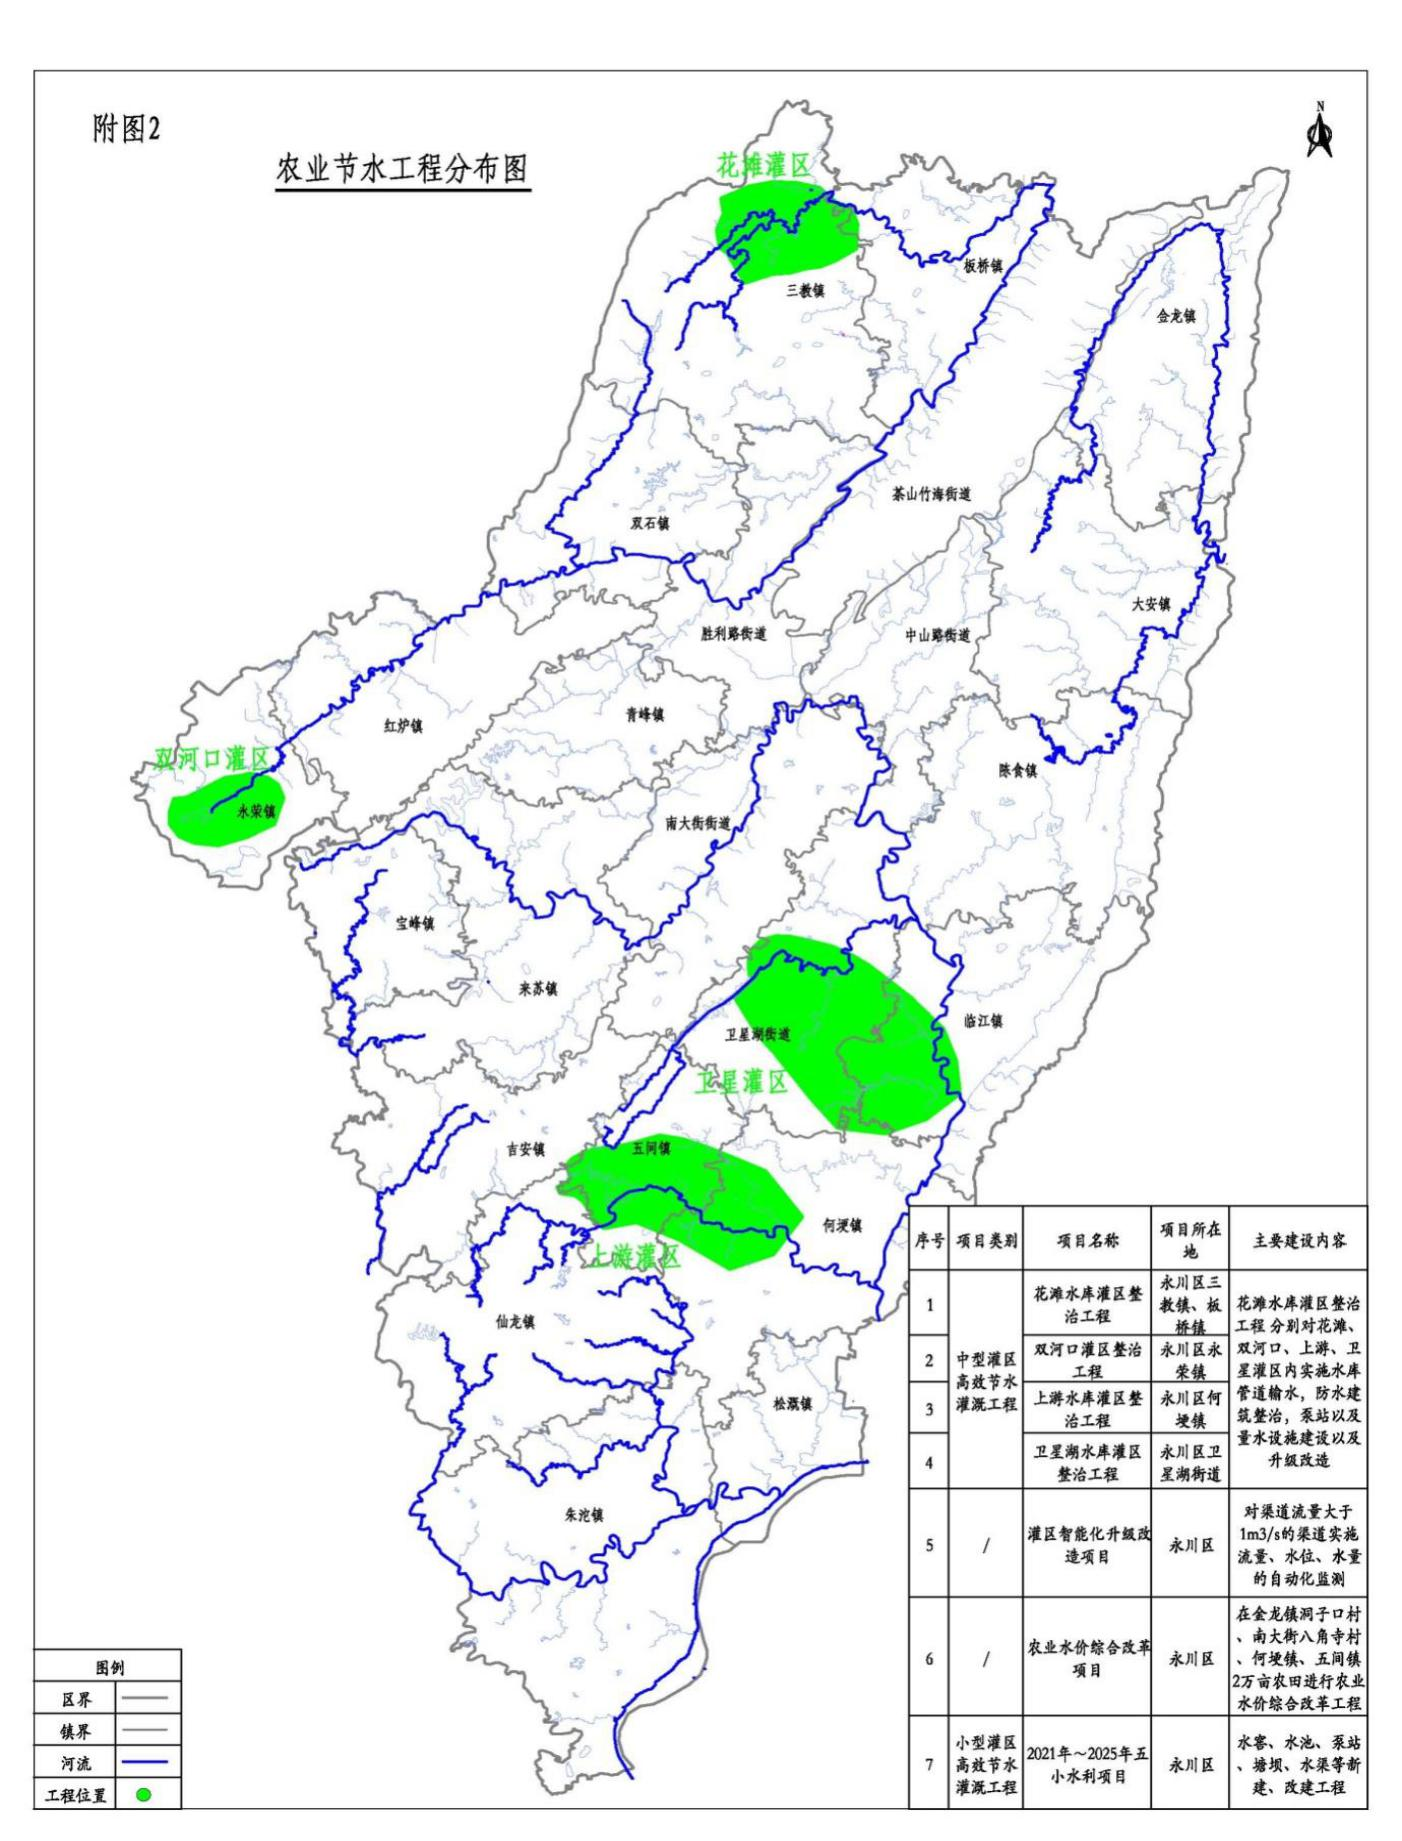 附图2
农业节水工程分布图
N
花滩灌区
板桥镇
三教镇
金龙镇
茶山竹海街道
双石镇
大安镇
胜利路街道
中山路街道
青峰镇
红炉镇
双河口灌区
陈食镇
永荣镇
南大街街道
宝峰镇
来苏镇
临江镇
卫星湖街道
卫星灌区
吉安镇
五间镇
何埂镇
上游灌区
仙龙镇
松溉镇
朱沱镇
序号 项目类别 项目名称 项目所在地 主要建设内容
1
花滩水库灌区整
治工程
永川区三
教镇、板
桥镇
2
双河口灌区整治
工程
永川区永
荣镇
3
上游水库灌区整
治工程
永川区何
埂镇
4
卫星湖水库灌区
整治工程
永川区卫
星湖街道
中型灌区
高效节水
灌溉工程
花滩水库灌区整治
工程 分别对花滩、
双河口、上游、卫
星灌区内实施水库
管道输水，防水建
筑整治，泵站以及
量水设施建设以及
升级改造
5
/
灌区智能化升级改
造项目
永川区
对渠道流量大于
1m3/s的渠道实施
流量、水位、水量
的自动化监测
6
/
农业水价综合改革
项目
永川区
在金龙镇洞子口村
、南大街八角寺村
、何埂镇、五间镇
2万亩农田进行农业
水价综合改革工程
7
小型灌区
高效节水
灌溉工程
2021年～2025年五
小水利项目
永川区
水窖、水池、泵站
、塘坝、水渠等新
建、改建工程
图例
区界
镇界
河流
工程位置